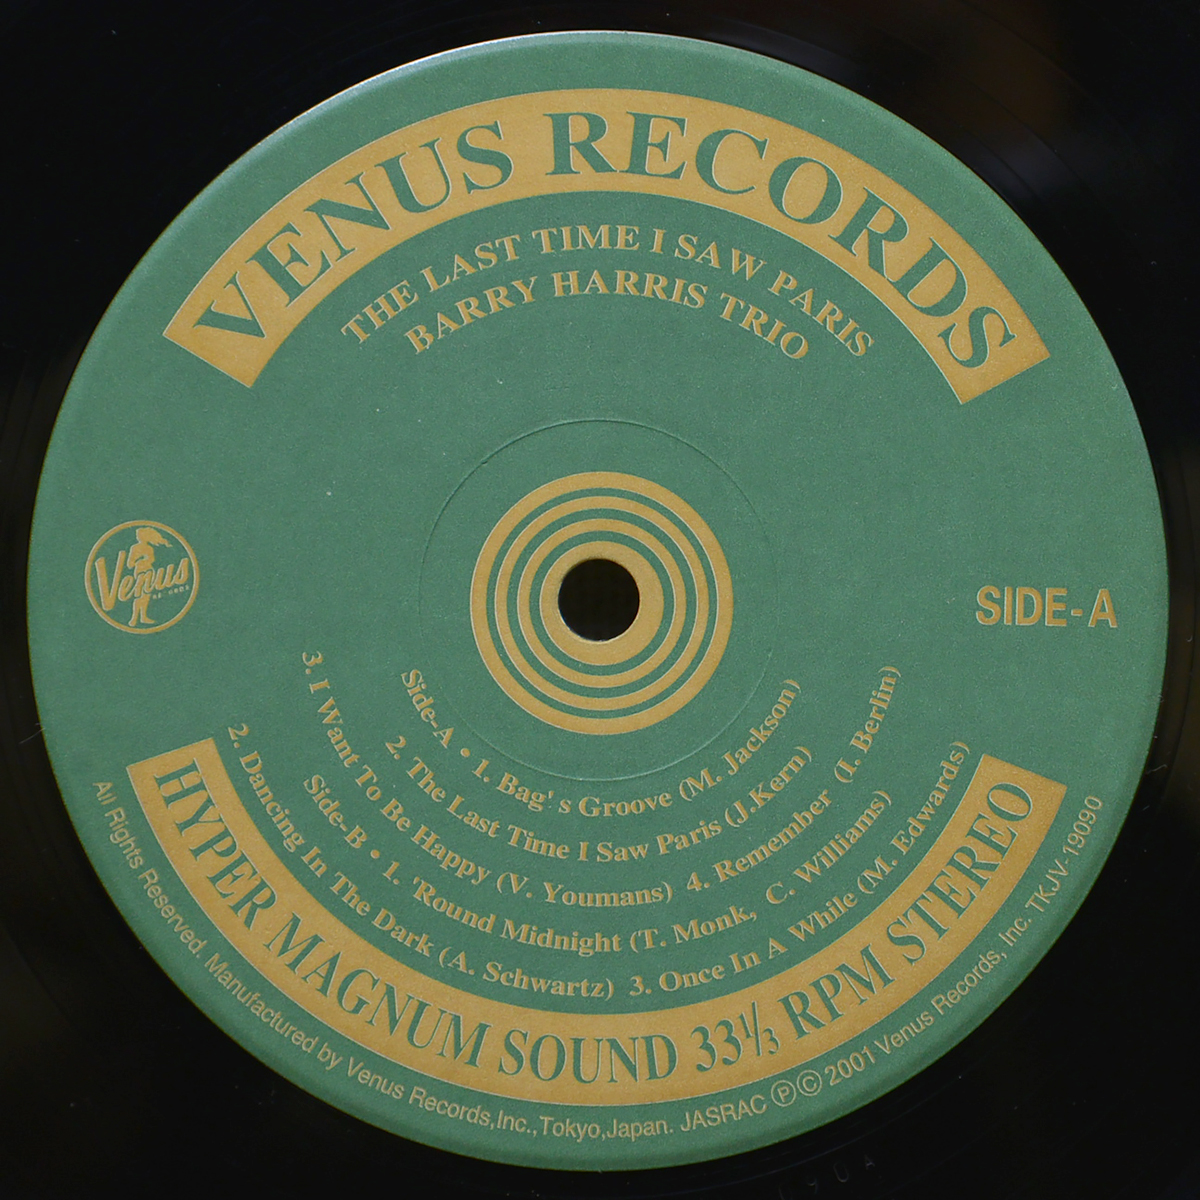 VENUS RECORDS
THE LAST TIME I SAW PARIS
BARRY HARRIS TRIO
Venus
RECORDS
SIDE-A
Side-A • 1. Bag' s Groove (M. Jackson)
2. The Last Time I Saw Paris (J.Kern)
3. I Want To Be Happy (V. Youmans) 4. Remember (I. Berlin)
Side-B • 1. 'Round Midnight (T. Monk, C. Williams)
2. Dancing In The Dark (A. Schwartz) 3. Once In A While (M. Edwards)
HYPER MAGNUM SOUND 33⅓ RPM STEREO
All Rights Reserved. Manufactured by Venus Records,Inc.,Tokyo,Japan. JASRAC Ⓟ© 2001 Venus Records, Inc. TKJV-19090